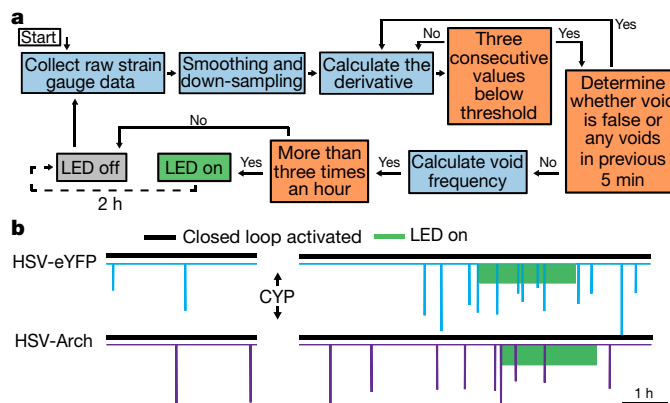 a
Start
Collect raw strain
gauge data
Smoothing and
down-sampling
Calculate the
derivative
No
Three
consecutive
values
below
threshold
Yes
Yes
Determine
whether void
is false or
any voids
in previous
5 min
No
Calculate void
frequency
Yes
More than
three times
an hour
No
Yes
LED on
LED off
2 h
b
Closed loop activated
LED on
HSV-eYFP
CYP
HSV-Arch
1 h